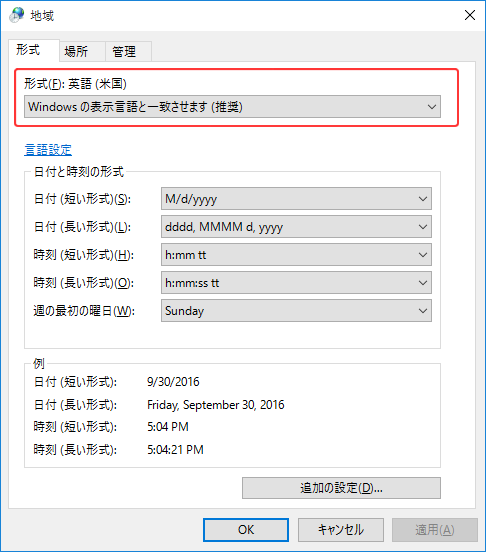 地域
形式 場所 管理
形式(F): 英語 (米国)
Windows の表示言語と一致させます (推奨)
言語設定
日付と時刻の形式
日付 (短い形式)(S): M/d/yyyy
日付 (長い形式)(L): dddd, MMMM d, yyyy
時刻 (短い形式)(H): h:mm tt
時刻 (長い形式)(O): h:mm:ss tt
週の最初の曜日(W): Sunday
例
日付 (短い形式): 9/30/2016
日付 (長い形式): Friday, September 30, 2016
時刻 (短い形式): 5:04 PM
時刻 (長い形式): 5:04:21 PM
追加の設定(D)...
OK キャンセル 適用(A)